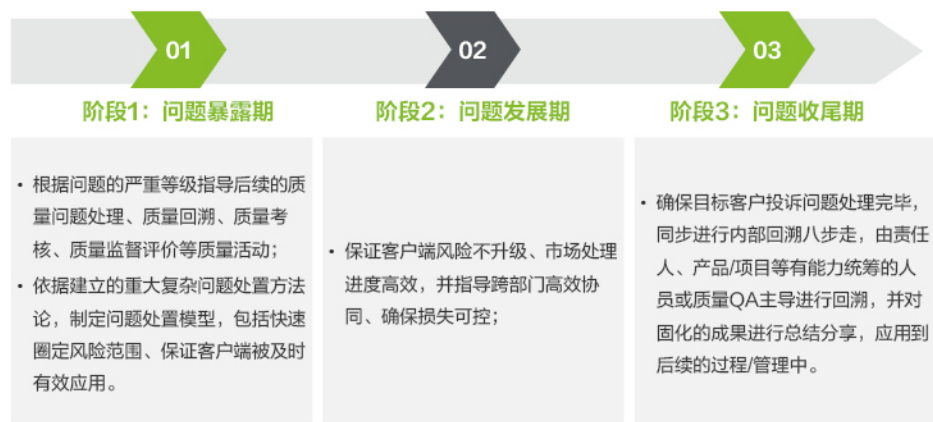 01
02
03
阶段1：问题暴露期
阶段2：问题发展期
阶段3：问题收尾期
• 根据问题的严重等级指导后续的质
量问题处理、质量回溯、质量考
核、质量监督评价等质量活动；
• 依据建立的重大复杂问题处置方法
论，制定问题处置模型，包括快速
圈定风险范围、保证客户端被及时
有效应用。
• 保证客户端风险不升级、市场处理
进度高效，并指导跨部门高效协
同、确保损失可控；
• 确保目标客户投诉问题处理完毕，
同步进行内部回溯八步走，由责任
人、产品/项目等有能力统筹的人
员或质量QA主导进行回溯，并对
固化的成果进行总结分享，应用到
后续的过程/管理中。